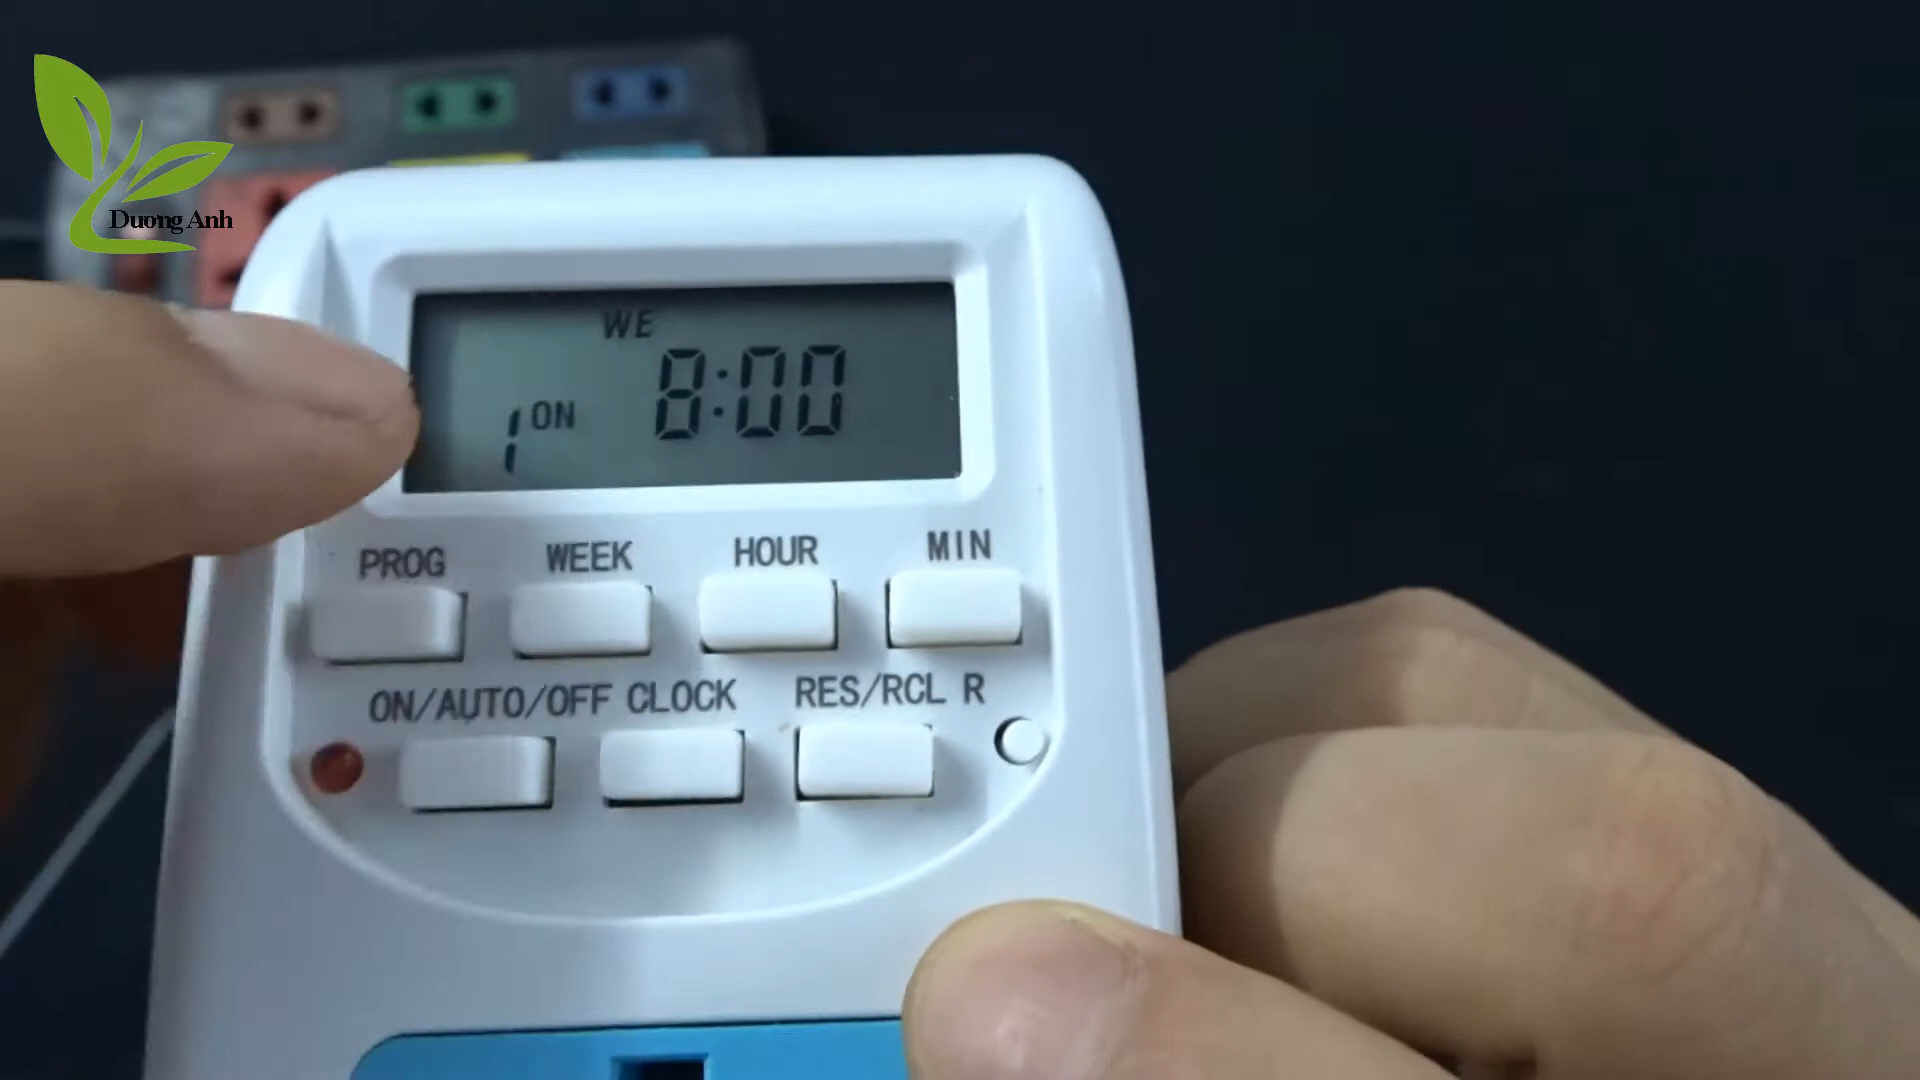 Duong Anh
WE
1 ON 8:00
PROG WEEK HOUR MIN
ON/AUTO/OFF CLOCK RES/RCL R